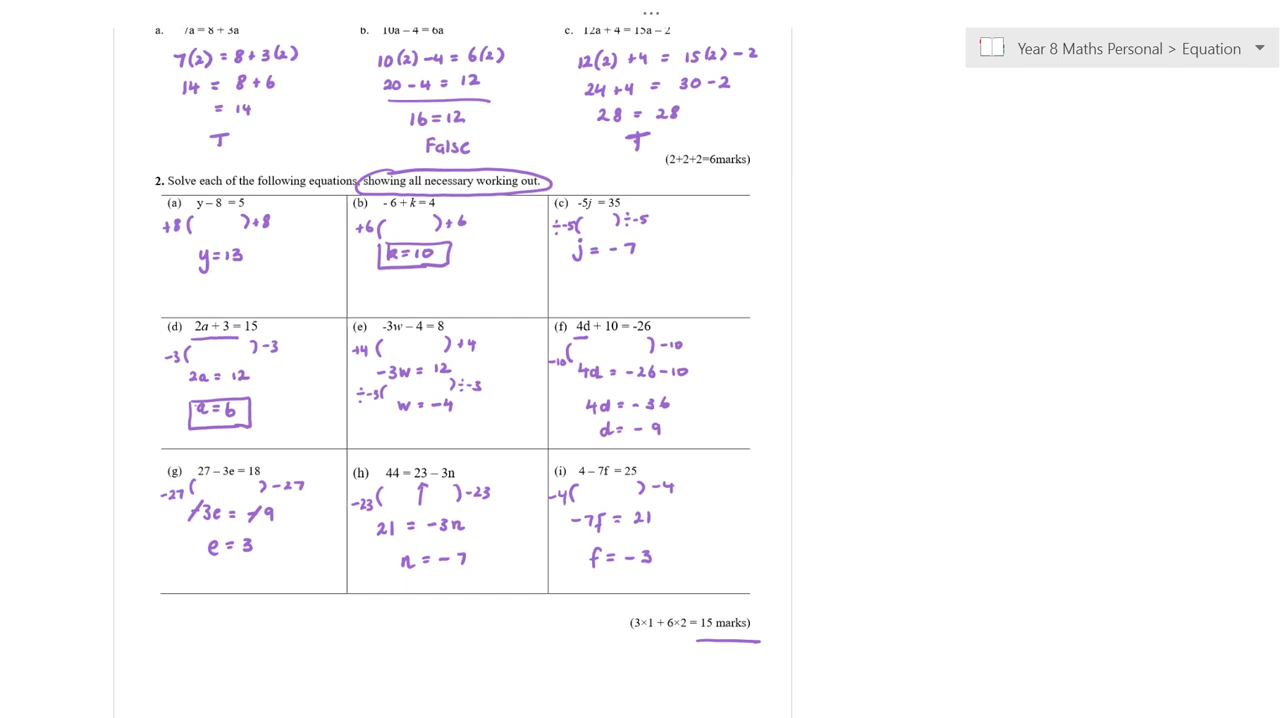 ...
Year 8 Maths Personal > Equation
a. 7a = 8 + 3a
b. 10a – 4 = 6a
c. 12a + 4 = 15a – 2
7(2) = 8+3(2)
14 = 8+6
= 14
T
10(2) -4 = 6(2)
20 - 4 = 12
16 = 12
False
12(2) +4 = 15(2) - 2
24 +4 = 30 - 2
28 = 28
T
(2+2+2=6marks)
2. Solve each of the following equations, showing all necessary working out.
(a) y – 8 = 5
+8( )+8
y = 13
(b) - 6 + k = 4
+6( )+6
k = 10
(c) -5j = 35
÷-5( )÷-5
j = - 7
(d) 2a + 3 = 15
-3( )-3
2a = 12
a = 6
(e) -3w – 4 = 8
+4 ( )+4
-3w = 12
÷-3( )÷-3
w = -4
(f) 4d + 10 = -26
-10( )-10
4d = -26 -10
4d = - 36
d = - 9
(g) 27 – 3e = 18
-27( )-27
-3e = -9
e = 3
(h) 44 = 23 – 3n
-23( ↑ )-23
21 = -3n
n = - 7
(i) 4 – 7f = 25
-4( )-4
-7f = 21
f = - 3
(3×1 + 6×2 = 15 marks)